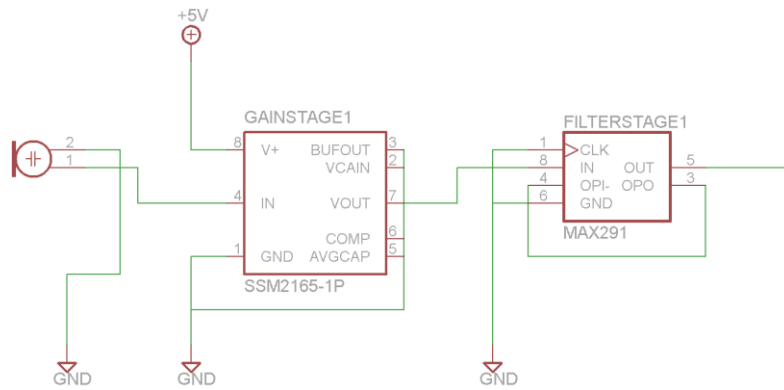 +5V
GAINSTAGE1
FILTERSTAGE1
2
1
8 V+ BUFOUT 3
VCAIN 2
4 IN VOUT 7
COMP 6
1 GND AVGCAP 5
SSM2165-1P
1 CLK
8 IN OUT 5
4 OPI- OPO 3
6 GND
MAX291
GND
GND
GND